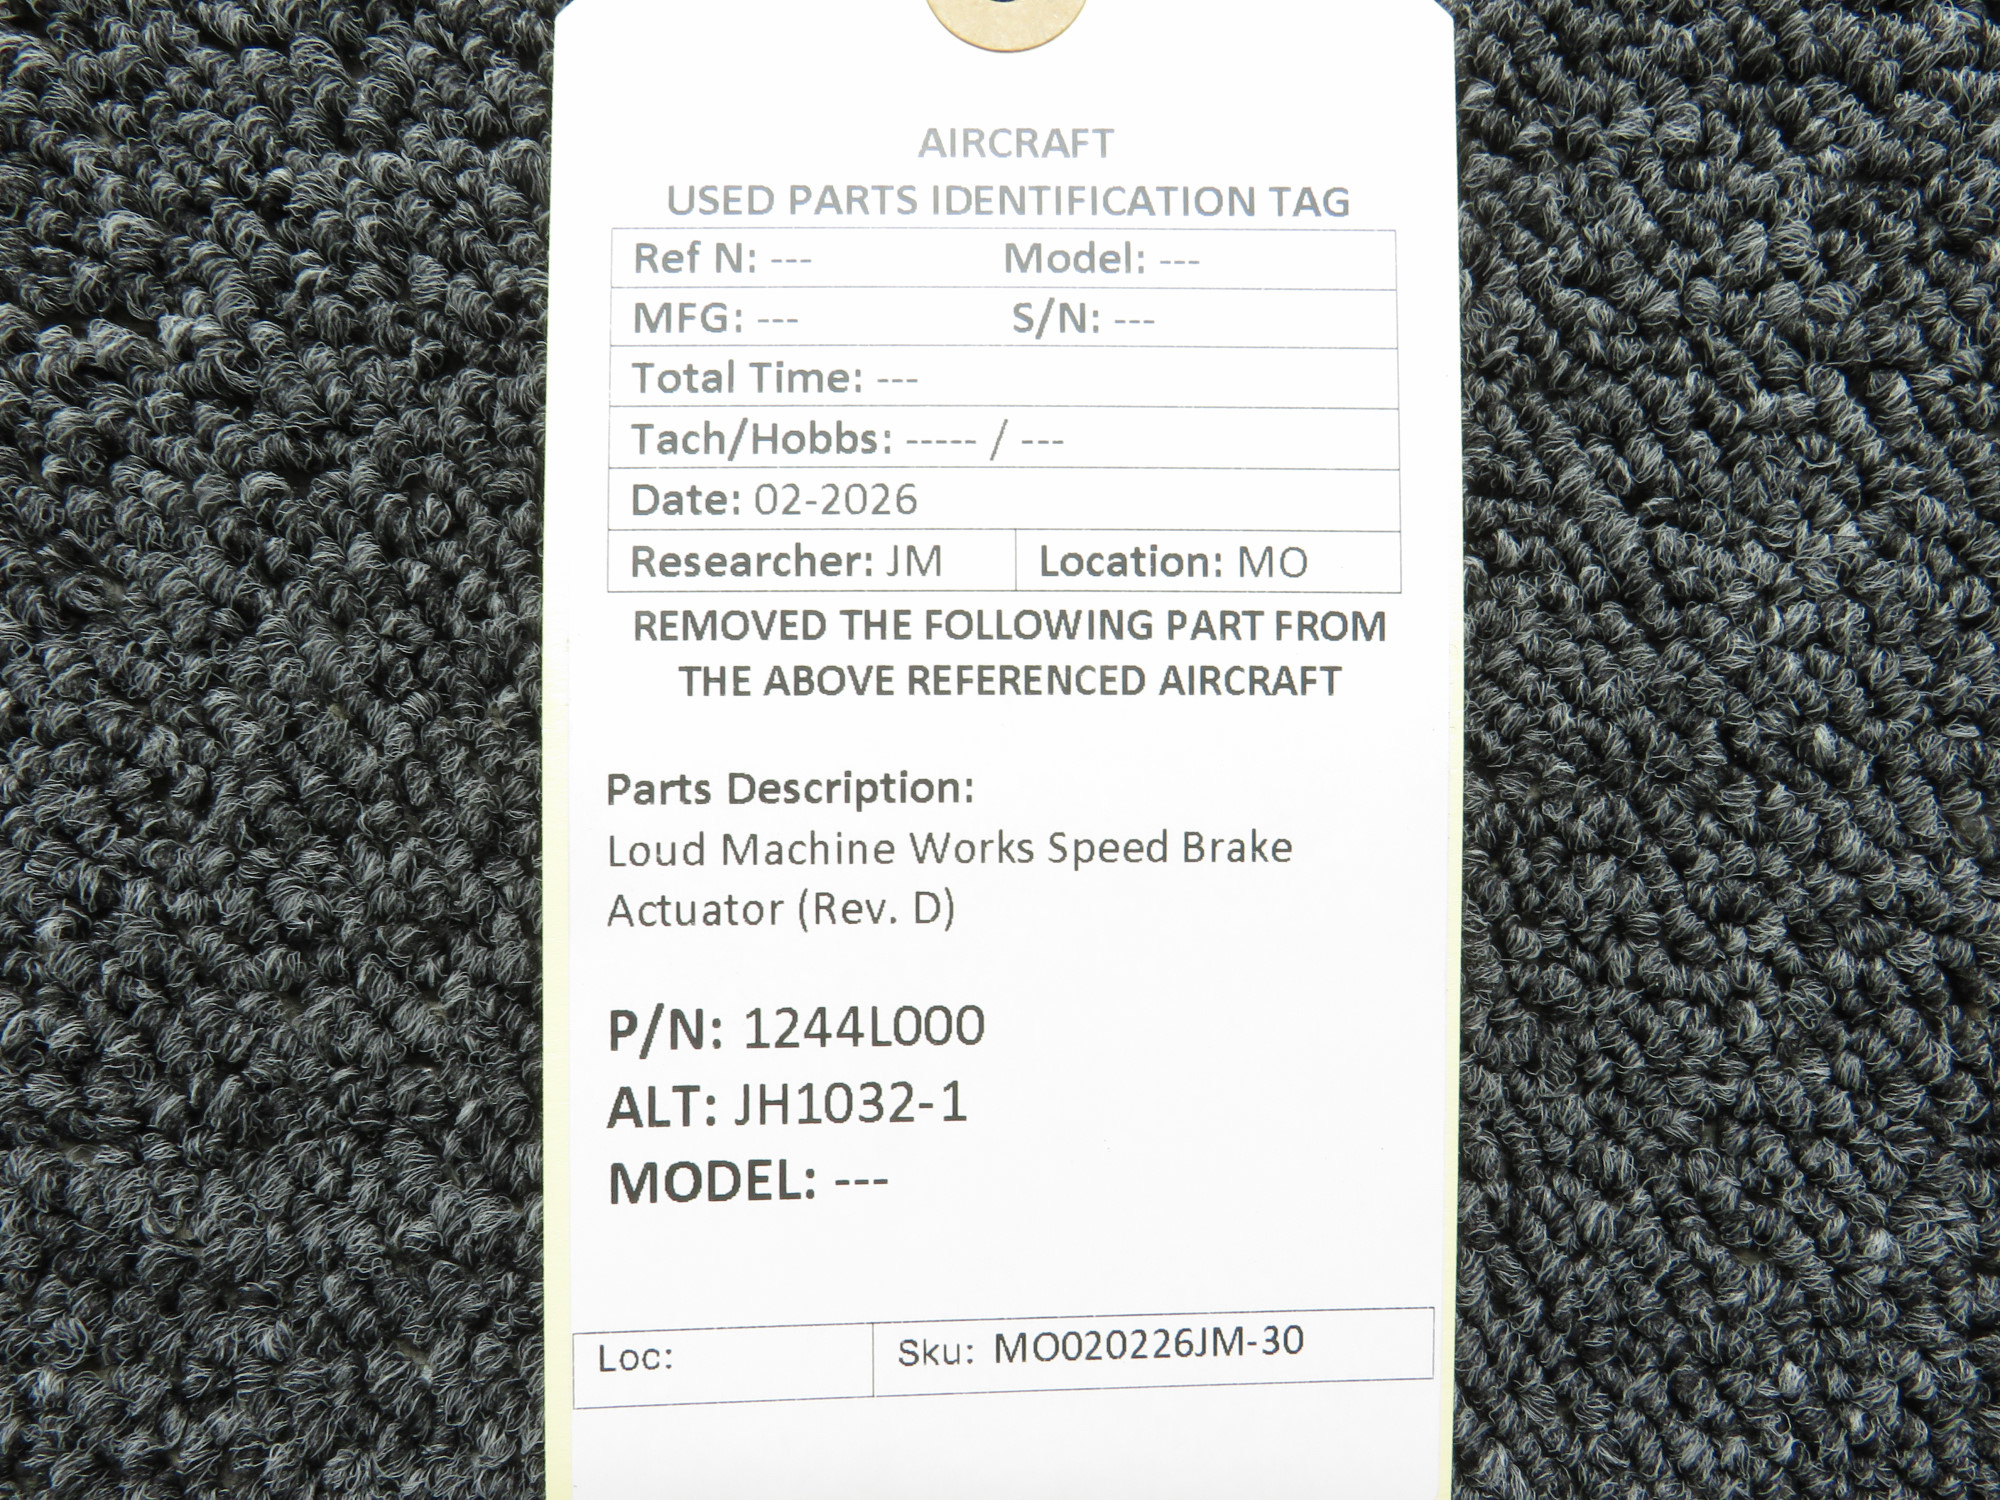 AIRCRAFT
USED PARTS IDENTIFICATION TAG
Ref N: --- Model: ---
MFG: --- S/N: ---
Total Time: ---
Tach/Hobbs: ----- / ---
Date: 02-2026
Researcher: JM Location: MO
REMOVED THE FOLLOWING PART FROM
THE ABOVE REFERENCED AIRCRAFT
Parts Description:
Loud Machine Works Speed Brake
Actuator (Rev. D)
P/N: 1244L000
ALT: JH1032-1
MODEL: ---
Loc: Sku: MO020226JM-30